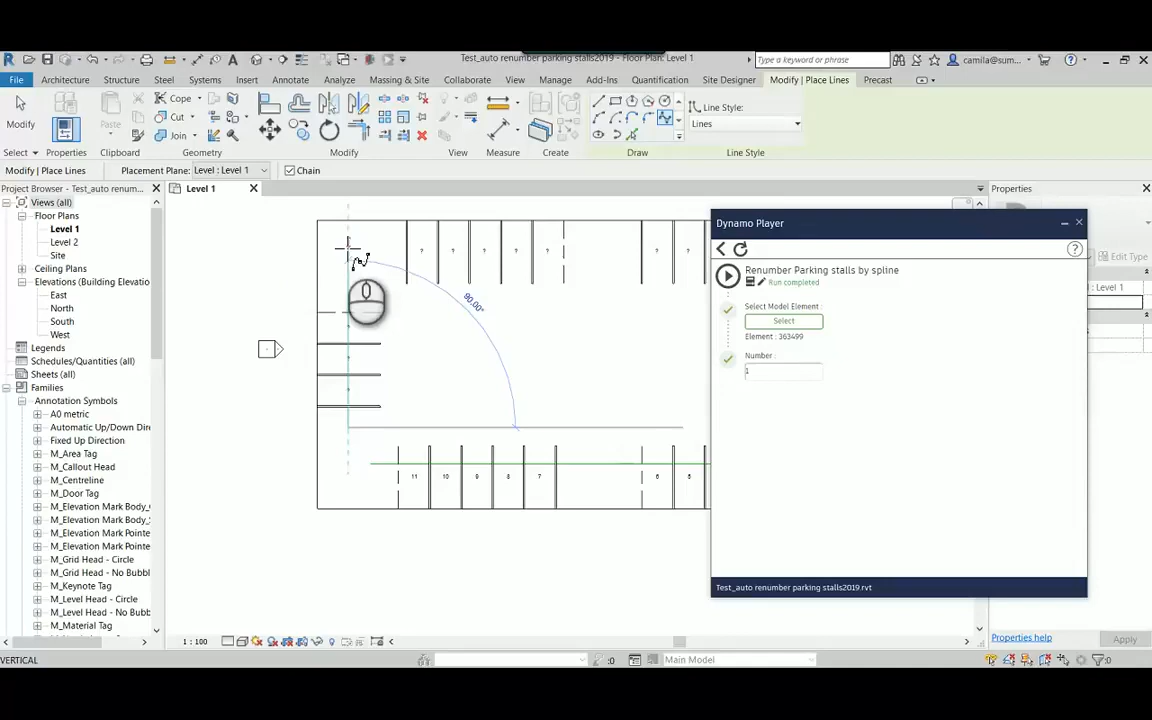 Test_auto renumber parking stalls2019 - Floor Plan: Level 1
Type a keyword or phrase
camila@sum...
File Architecture Structure Steel Systems Insert Annotate Analyze Massing & Site Collaborate View Manage Add-Ins Quantification Site Designer Modify | Place Lines Precast
Modify
Paste
Cope
Cut
Join
Line Style:
Lines
Select Properties Clipboard Geometry Modify View Measure Create Draw Line Style
Modify | Place Lines Placement Plane: Level : Level 1 Chain
Project Browser - Test_auto renum...
Level 1
Properties
Views (all)
Floor Plans
Level 1
Level 2
Site
Ceiling Plans
Elevations (Building Elevation
East
North
South
West
Legends
Schedules/Quantities (all)
Sheets (all)
Families
Annotation Symbols
A0 metric
Automatic Up/Down Dire
Fixed Up Direction
M_Area Tag
M_Callout Head
M_Centreline
M_Door Tag
M_Elevation Mark Body_
M_Elevation Mark Body_
M_Elevation Mark Pointe
M_Elevation Mark Pointe
M_Grid Head - Circle
M_Grid Head - No Bubbl
M_Keynote Tag
M_Level Head - Circle
M_Level Head - No Bubb
M_Material Tag
? ? ? ? ? ? ?
90.00°
11 10 9 8 7 6 5
Dynamo Player
Renumber Parking stalls by spline
Run completed
Select Model Element :
Select
Element : 363499
Number :
1
Test_auto renumber parking stalls2019.rvt
Edit Type
: Level 1
1 : 100
Properties help
Apply
VERTICAL
:0
Main Model
:0